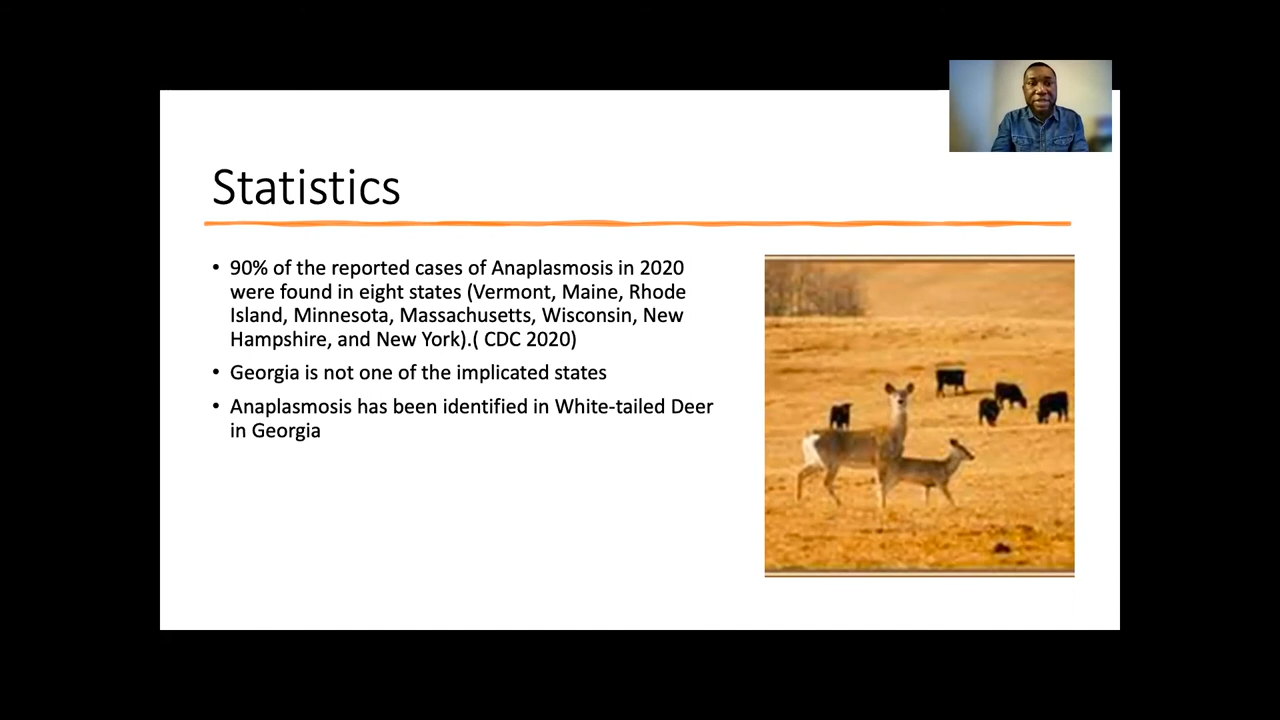 Statistics
• 90% of the reported cases of Anaplasmosis in 2020
were found in eight states (Vermont, Maine, Rhode
Island, Minnesota, Massachusetts, Wisconsin, New
Hampshire, and New York).( CDC 2020)
• Georgia is not one of the implicated states
• Anaplasmosis has been identified in White-tailed Deer
in Georgia